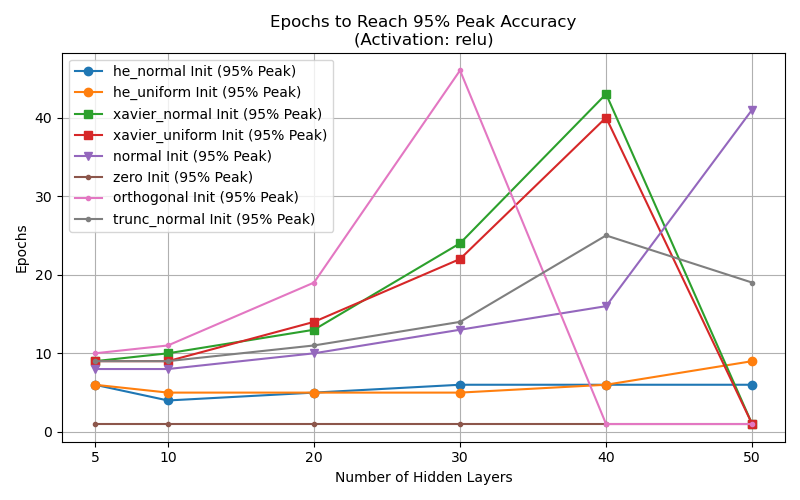 Epochs to Reach 95% Peak Accuracy
(Activation: relu)
he_normal Init (95% Peak)
he_uniform Init (95% Peak)
xavier_normal Init (95% Peak)
xavier_uniform Init (95% Peak)
normal Init (95% Peak)
zero Init (95% Peak)
orthogonal Init (95% Peak)
trunc_normal Init (95% Peak)
Epochs
40
30
20
10
0
5 10 20 30 40 50
Number of Hidden Layers